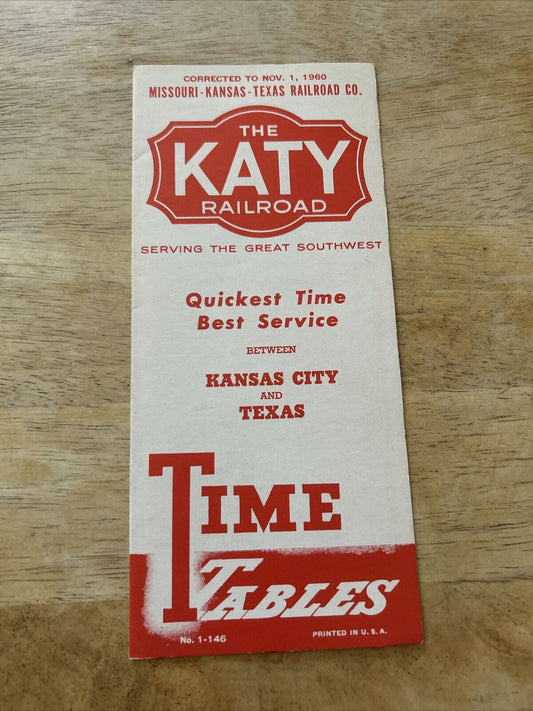 CORRECTED TO NOV. 1, 1960
MISSOURI-KANSAS-TEXAS RAILROAD CO.
THE
KATY
RAILROAD
SERVING THE GREAT SOUTHWEST
Quickest Time
Best Service
BETWEEN
KANSAS CITY
AND
TEXAS
TIME
TABLES
No. 1-146
PRINTED IN U.S.A.